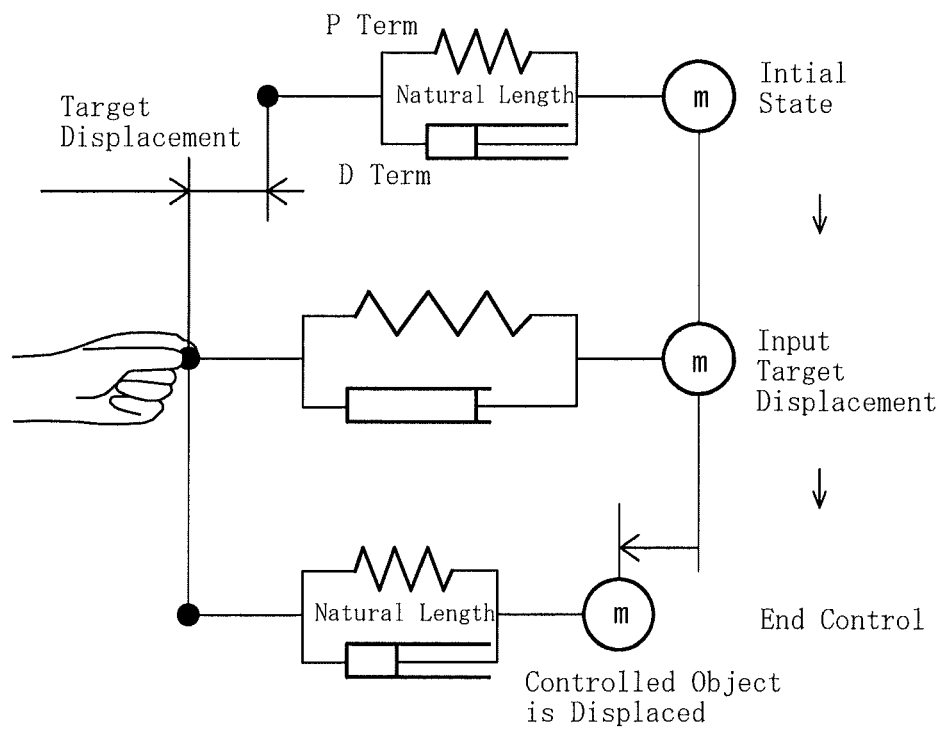 P Term
Natural Length
m
Intial
State
Target
Displacement
D Term
m
Input
Target
Displacement
Natural Length
m
End Control
Controlled Object
is Displaced